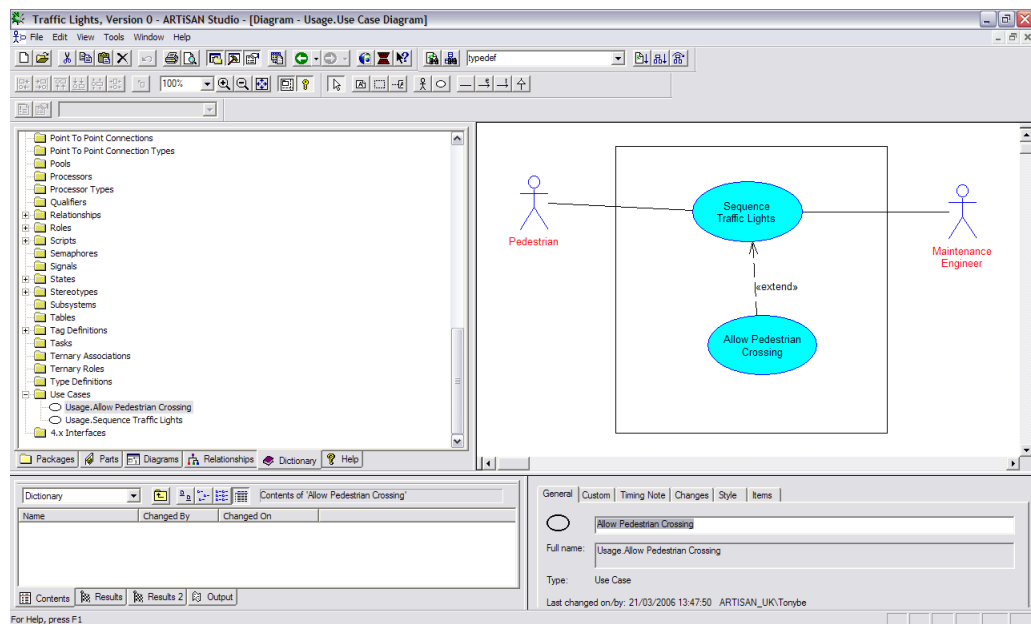 Traffic Lights, Version 0 - ARTiSAN Studio - [Diagram - Usage.Use Case Diagram]
File Edit View Tools Window Help
typedef
100%
Point To Point Connections
Point To Point Connection Types
Pools
Processors
Processor Types
Qualifiers
Relationships
Roles
Scripts
Semaphores
Signals
States
Stereotypes
Subsystems
Tables
Tag Definitions
Tasks
Ternary Associations
Ternary Roles
Type Definitions
Use Cases
Usage.Allow Pedestrian Crossing
Usage.Sequence Traffic Lights
4.x Interfaces
Packages Parts Diagrams Relationships Dictionary Help
Pedestrian
Sequence
Traffic Lights
Maintenance
Engineer
«extend»
Allow Pedestrian
Crossing
Dictionary
Contents of 'Allow Pedestrian Crossing'
Name Changed By Changed On
Contents Results Results 2 Output
General Custom Timing Note Changes Style Items
Allow Pedestrian Crossing
Full name: Usage.Allow Pedestrian Crossing
Type: Use Case
Last changed on/by: 21/03/2006 13:47:50 ARTISAN_UK\Tonybe
For Help, press F1